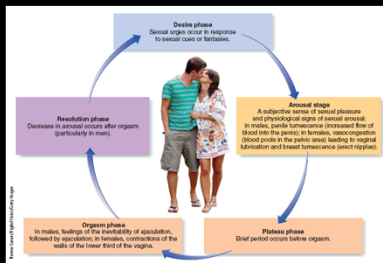 Desire phase
Sexual urges occur in response
to sexual cues or fantasies.
Arousal stage
A subjective sense of sexual pleasure
and physiological signs of sexual arousal:
in males, penile tumescence (increased flow of
blood into the penis); in females, vasocongestion
(blood pools in the pelvic area) leading to vaginal
lubrication and breast tumescence (erect nipples).
Plateau phase
Brief period occurs before orgasm.
Orgasm phase
In males, feelings of the inevitability of ejaculation,
followed by ejaculation; in females, contractions of the
walls of the lower third of the vagina.
Resolution phase
Decrease in arousal occurs after orgasm
(particularly in men).